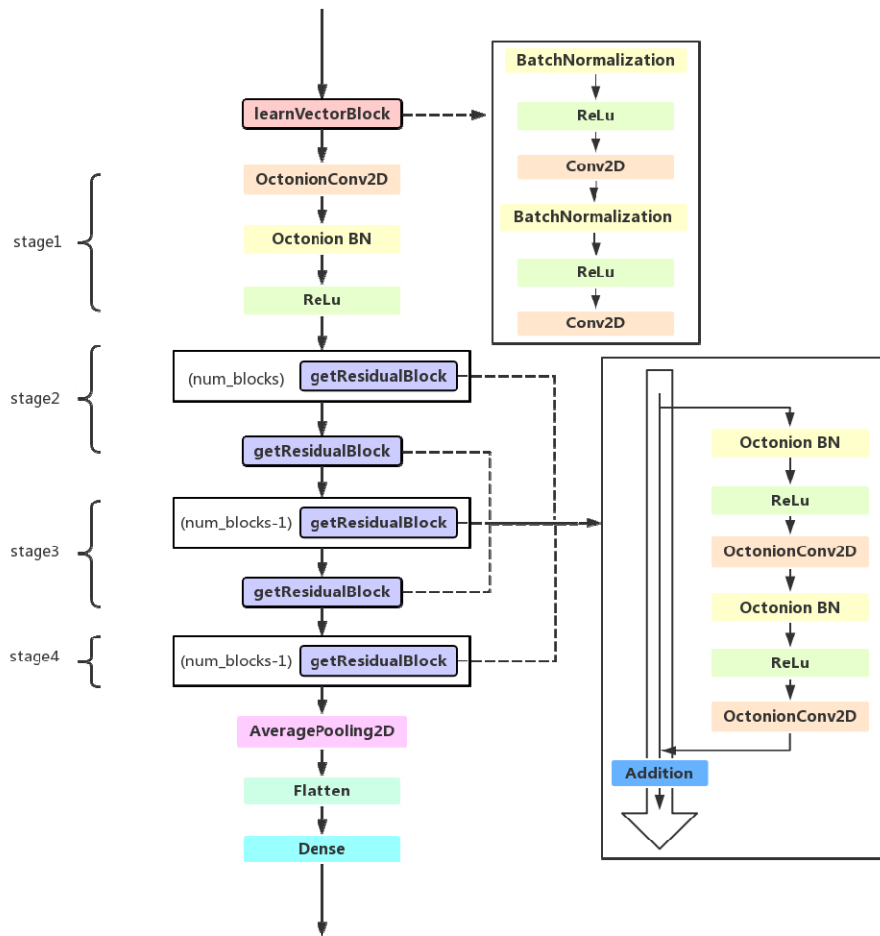 learnVectorBlock
stage1
OctonionConv2D
Octonion BN
ReLu
stage2
(num_blocks) getResidualBlock
getResidualBlock
stage3
(num_blocks-1) getResidualBlock
getResidualBlock
stage4
(num_blocks-1) getResidualBlock
AveragePooling2D
Flatten
Dense
BatchNormalization
ReLu
Conv2D
BatchNormalization
ReLu
Conv2D
Octonion BN
ReLu
OctonionConv2D
Octonion BN
ReLu
OctonionConv2D
Addition